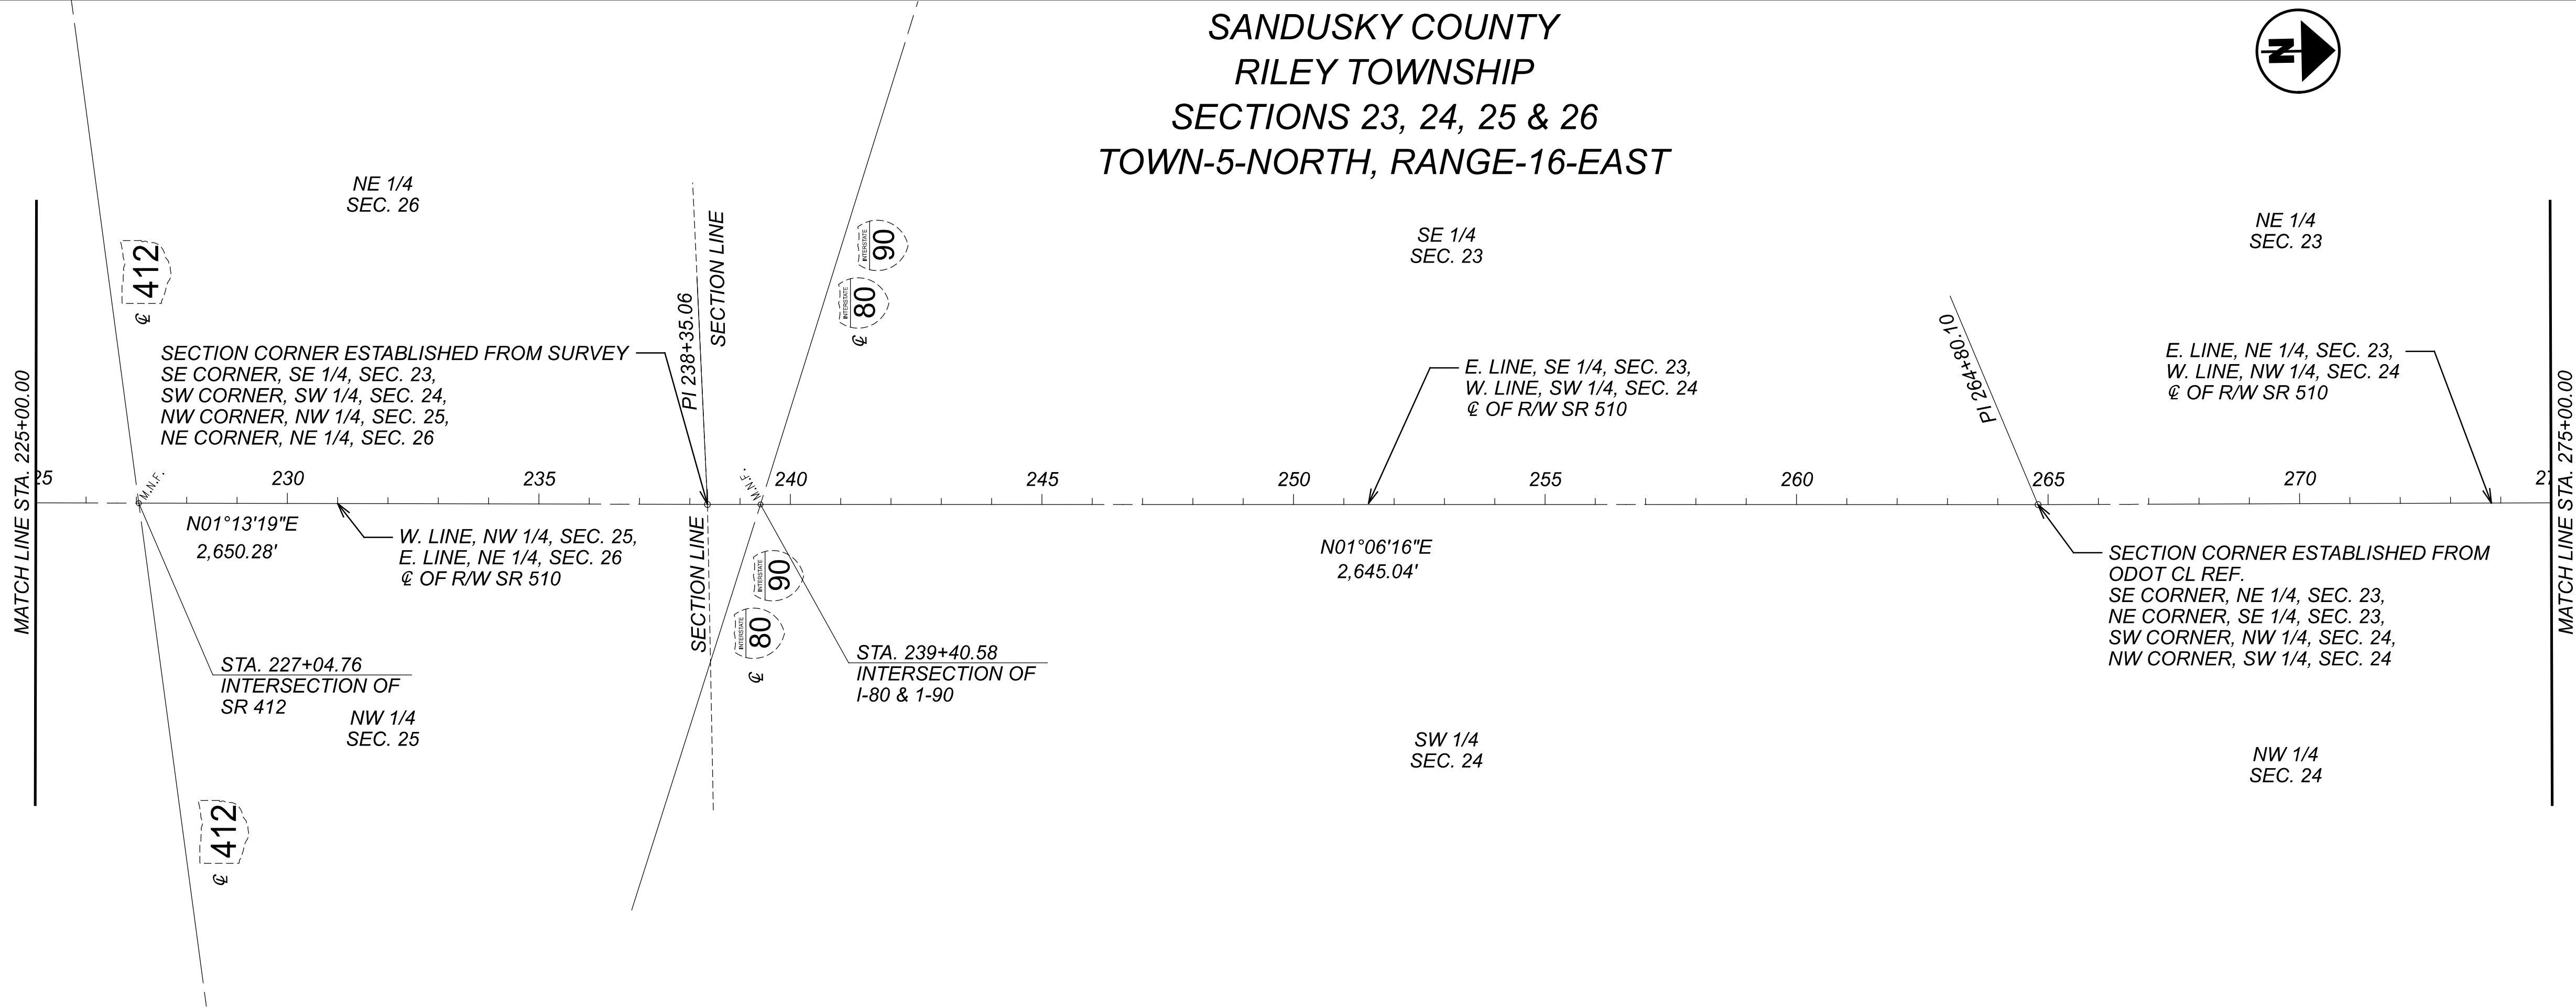 SANDUSKY COUNTY
RILEY TOWNSHIP
SECTIONS 23, 24, 25 & 26
TOWN-5-NORTH, RANGE-16-EAST
N
NE 1/4
SEC. 26
SE 1/4
SEC. 23
NE 1/4
SEC. 23
412
℄
SECTION LINE
PI 238+35.06
INTERSTATE
90
INTERSTATE
80
℄
PI 264+80.10
SECTION CORNER ESTABLISHED FROM SURVEY
SE CORNER, SE 1/4, SEC. 23,
SW CORNER, SW 1/4, SEC. 24,
NW CORNER, NW 1/4, SEC. 25,
NE CORNER, NE 1/4, SEC. 26
E. LINE, SE 1/4, SEC. 23,
W. LINE, SW 1/4, SEC. 24
℄ OF R/W SR 510
E. LINE, NE 1/4, SEC. 23,
W. LINE, NW 1/4, SEC. 24
℄ OF R/W SR 510
MATCH LINE STA. 225+00.00
25 230 235 240 245 250 255 260 265 270 27
MATCH LINE STA. 275+00.00
M.N.F.
M.N.F.
N01°13'19"E
2,650.28'
W. LINE, NW 1/4, SEC. 25,
E. LINE, NE 1/4, SEC. 26
℄ OF R/W SR 510
SECTION LINE
INTERSTATE
90
INTERSTATE
80
℄
N01°06'16"E
2,645.04'
SECTION CORNER ESTABLISHED FROM
ODOT CL REF.
SE CORNER, NE 1/4, SEC. 23,
NE CORNER, SE 1/4, SEC. 23,
SW CORNER, NW 1/4, SEC. 24,
NW CORNER, SW 1/4, SEC. 24
STA. 227+04.76
INTERSECTION OF
SR 412
STA. 239+40.58
INTERSECTION OF
I-80 & 1-90
NW 1/4
SEC. 25
SW 1/4
SEC. 24
NW 1/4
SEC. 24
412
℄